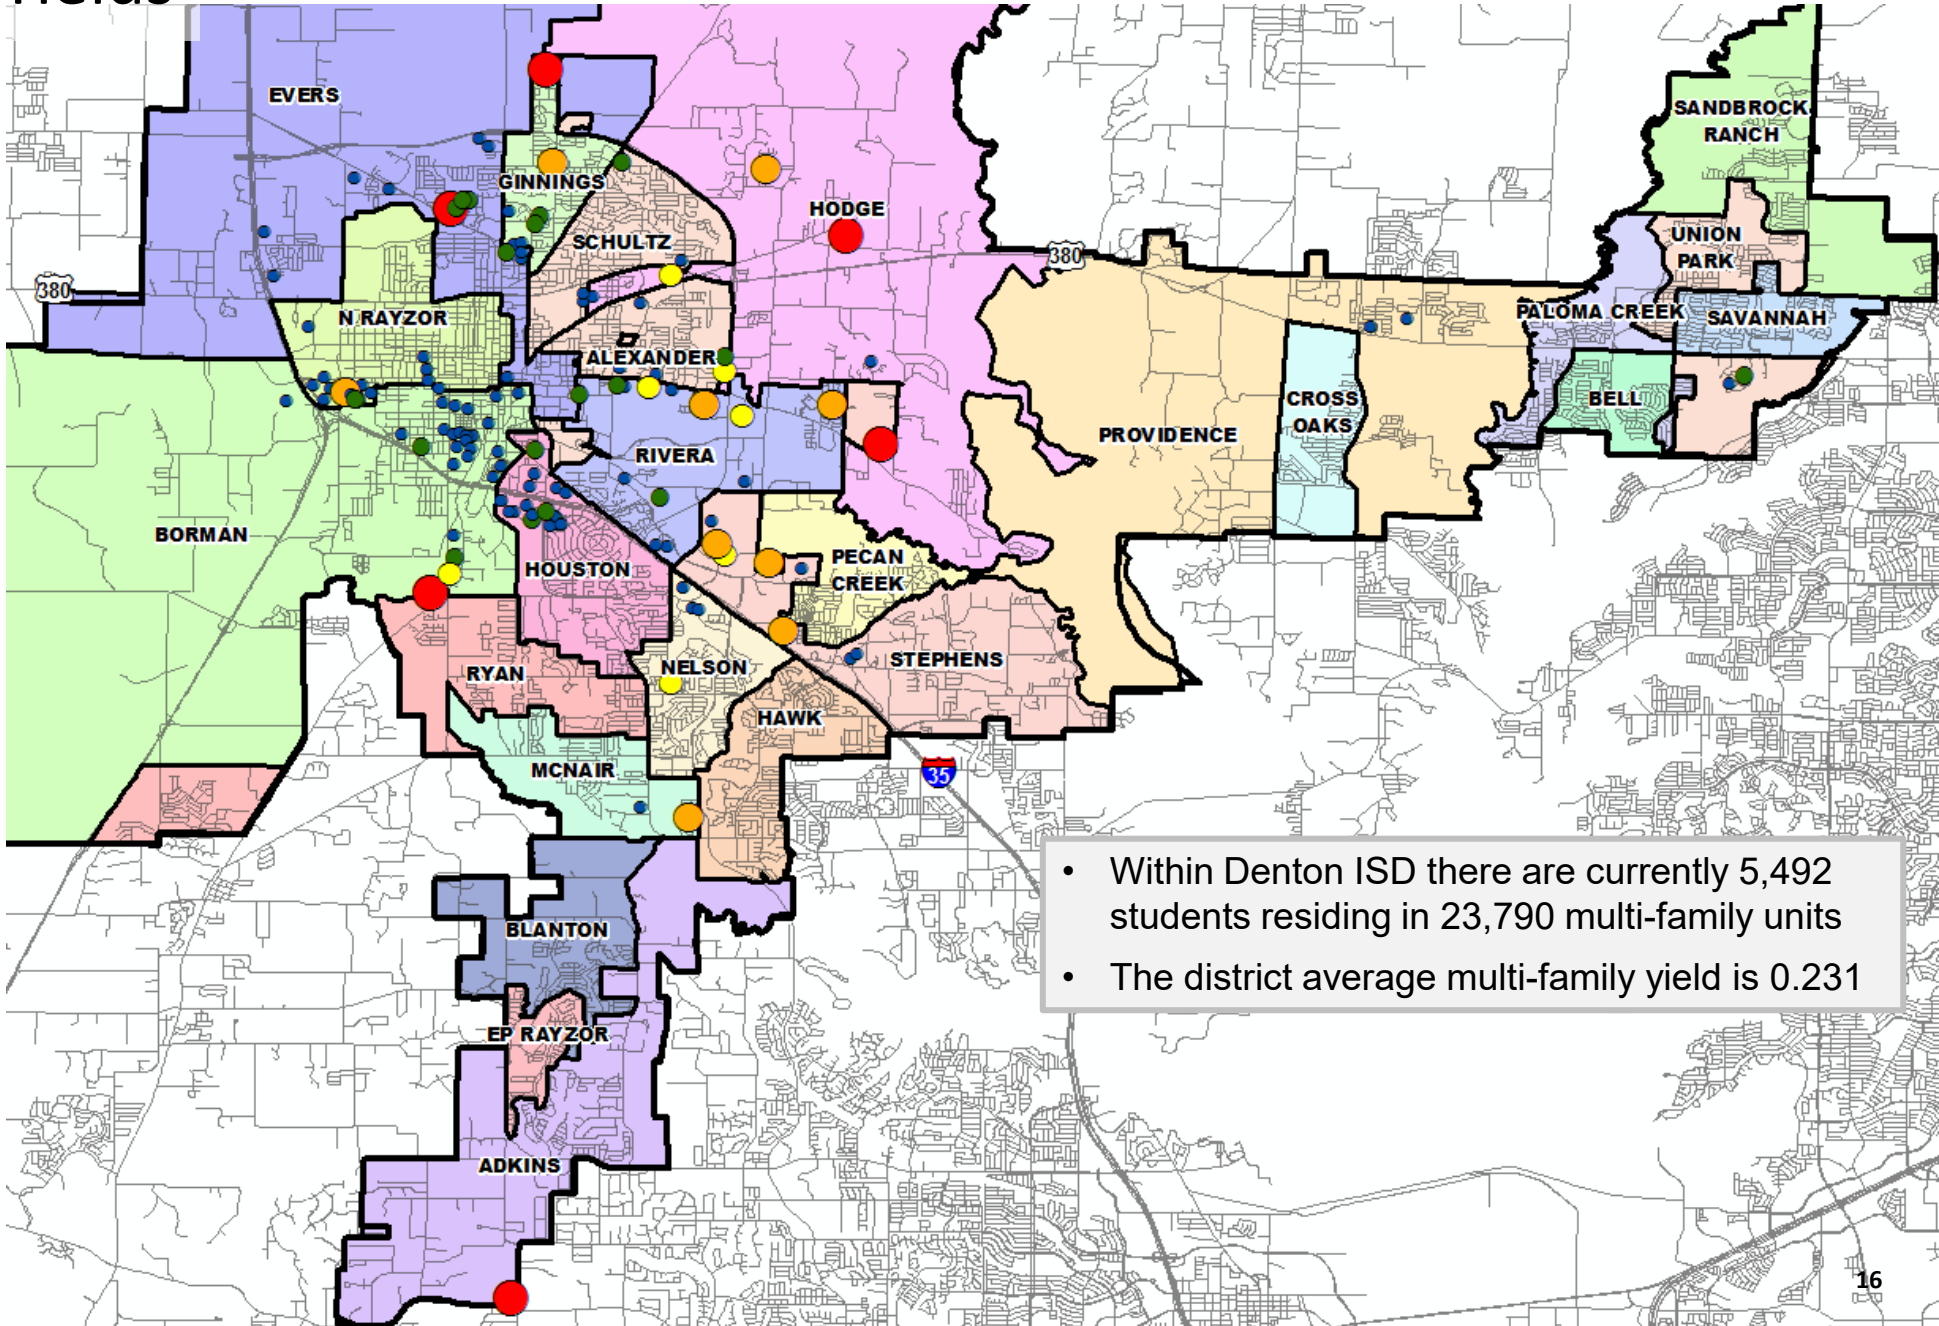 EVERS
SANDBROCK
RANCH
GINNINGS
HODGE
SCHULTZ
UNION
PARK
380
380
N RAYZOR
PALOMA CREEK
SAVANNAH
ALEXANDER
CROSS
OAKS
BELL
PROVIDENCE
RIVERA
BORMAN
HOUSTON
PECAN
CREEK
RYAN
NELSON
STEPHENS
HAWK
MCNAIR
35
• Within Denton ISD there are currently 5,492
students residing in 23,790 multi-family units
• The district average multi-family yield is 0.231
BLANTON
EP RAYZOR
ADKINS
16